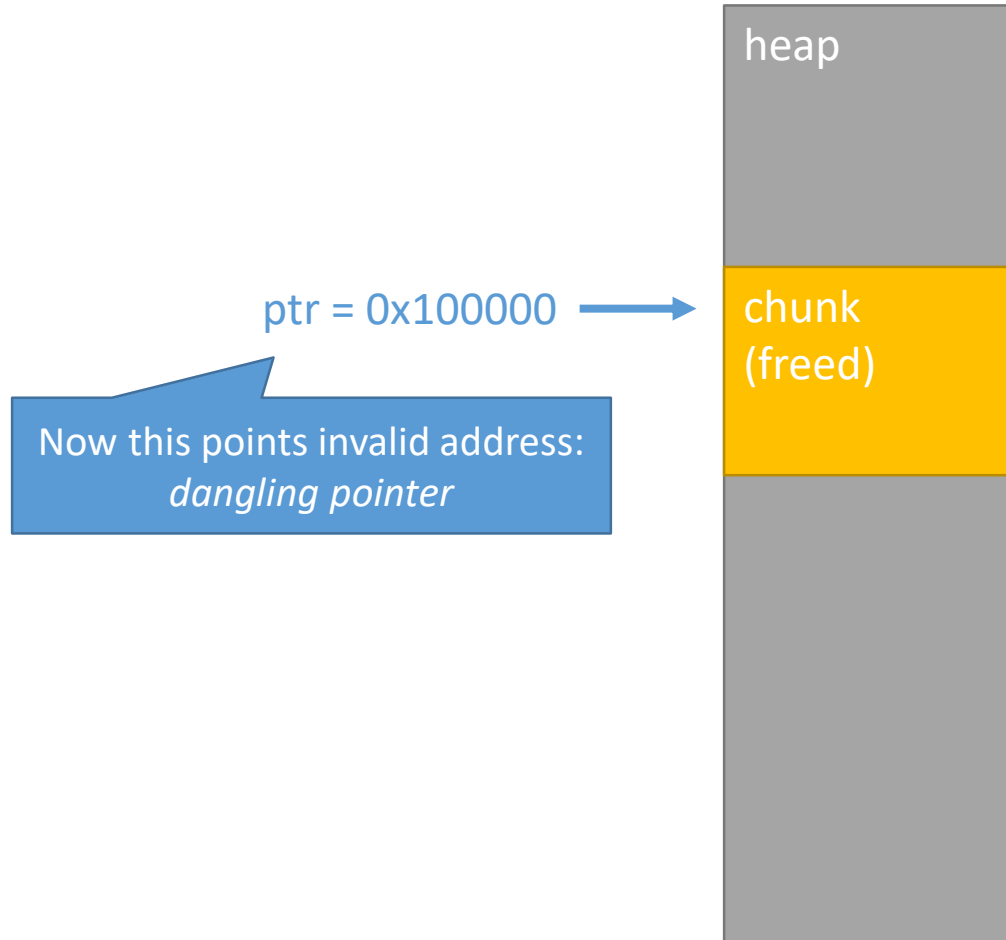 heap
ptr = 0x100000
chunk
(freed)
Now this points invalid address:
dangling pointer